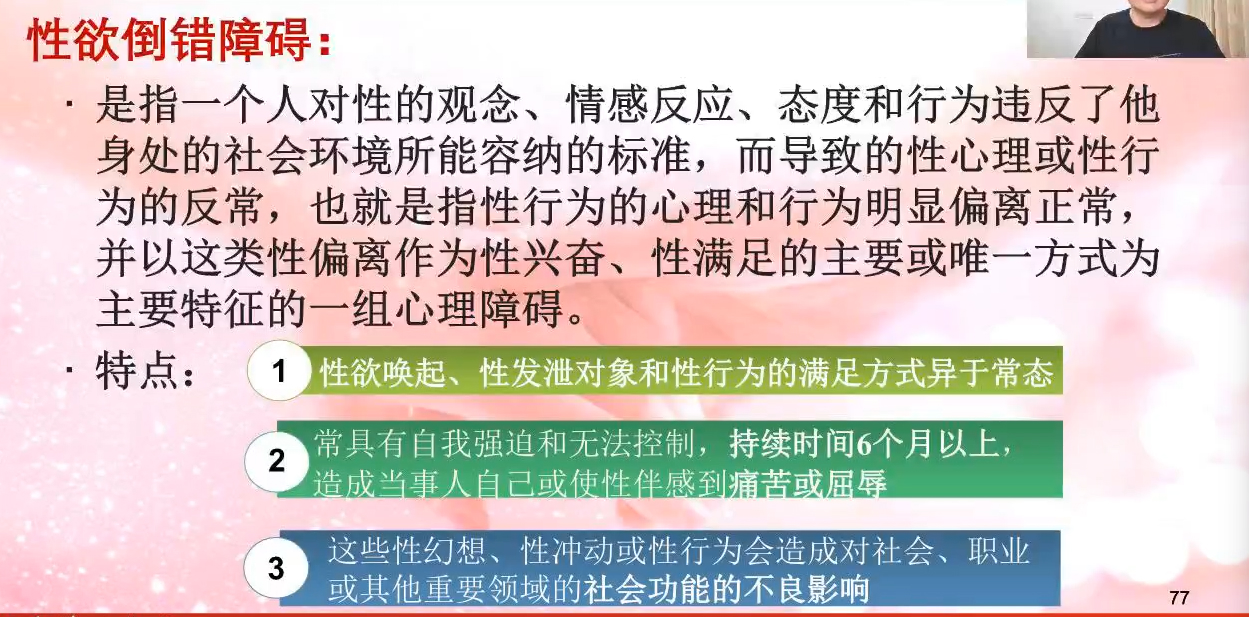 性欲倒错障碍：
· 是指一个人对性的观念、情感反应、态度和行为违反了他
身处的社会环境所能容纳的标准，而导致的性心理或性行
为的反常，也就是指性行为的心理和行为明显偏离正常，
并以这类性偏离作为性兴奋、性满足的主要或唯一方式为
主要特征的一组心理障碍。
· 特点：
1 性欲唤起、性发泄对象和性行为的满足方式异于常态
2 常具有自我强迫和无法控制，持续时间6个月以上，
造成当事人自己或使性伴感到痛苦或屈辱
3 这些性幻想、性冲动或性行为会造成对社会、职业
或其他重要领域的社会功能的不良影响
77